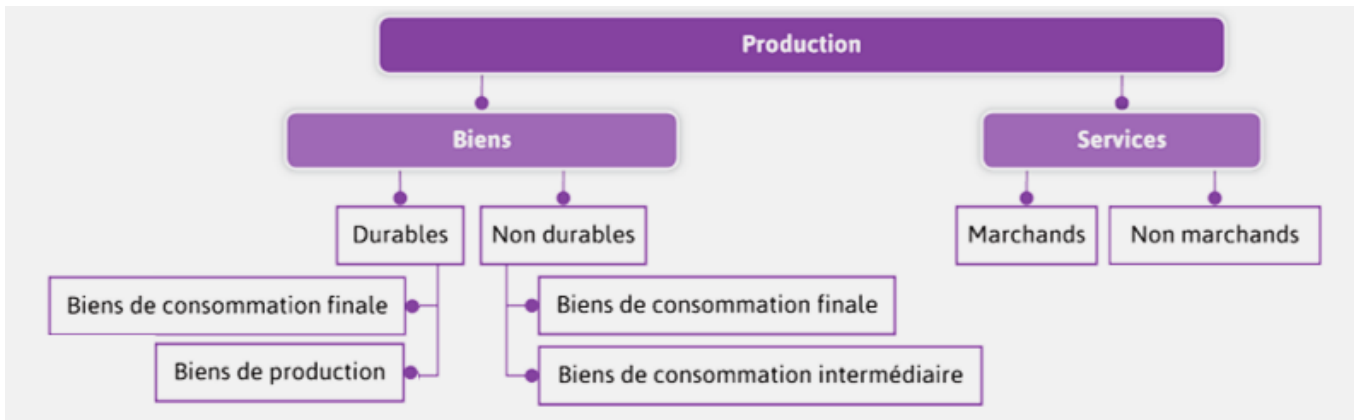 Production
Biens
Services
Durables
Non durables
Marchands
Non marchands
Biens de consommation finale
Biens de consommation finale
Biens de production
Biens de consommation intermédiaire